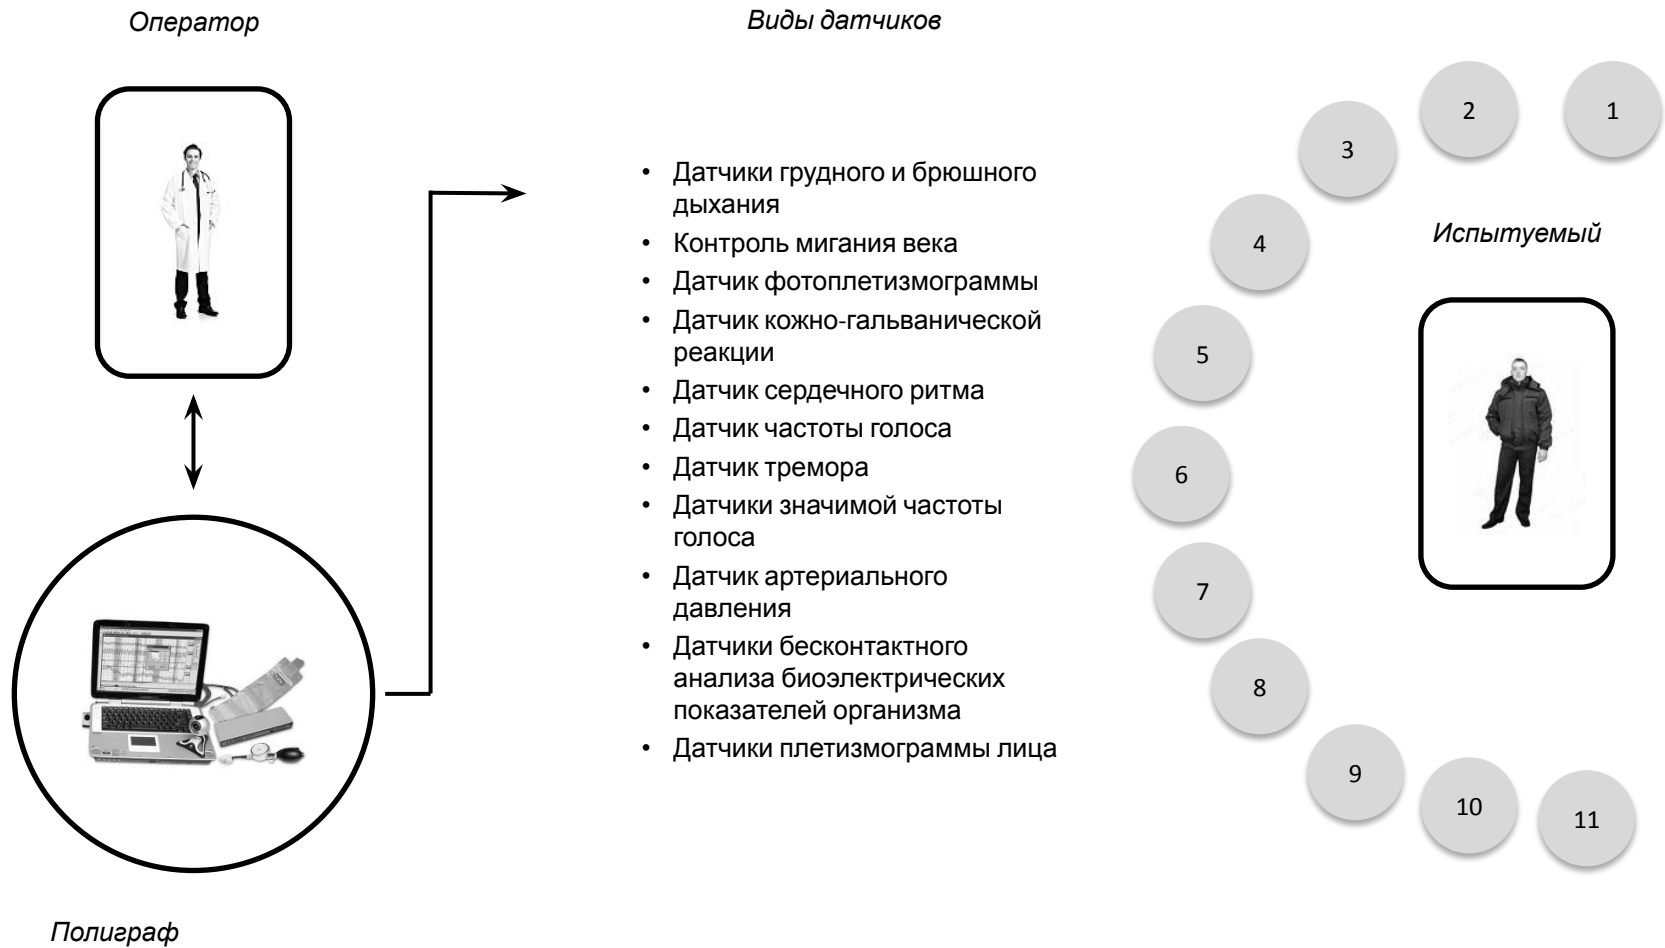 Оператор
Виды датчиков
• Датчики грудного и брюшного
дыхания
• Контроль мигания века
• Датчик фотоплетизмограммы
• Датчик кожно-гальванической
реакции
• Датчик сердечного ритма
• Датчик частоты голоса
• Датчик тремора
• Датчики значимой частоты
голоса
• Датчик артериального
давления
• Датчики бесконтактного
анализа биоэлектрических
показателей организма
• Датчики плетизмограммы лица
1
2
3
4
5
6
7
8
9
10
11
Испытуемый
Полиграф